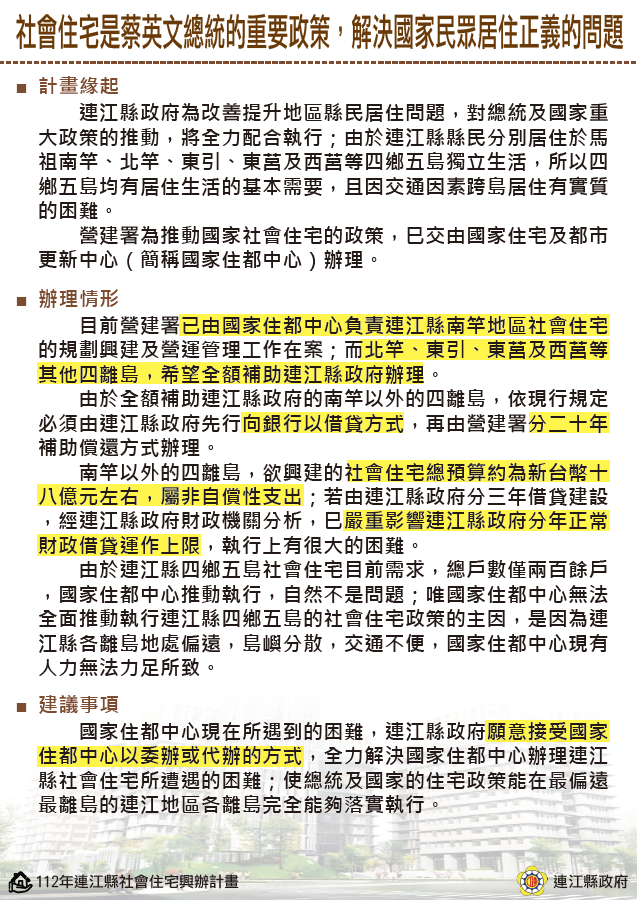 社會住宅是蔡英文總統的重要政策，解決國家民眾居住正義的問題
■ 計畫緣起
連江縣政府為改善提升地區縣民居住問題，對總統及國家重
大政策的推動，將全力配合執行；由於連江縣縣民分別居住於馬
祖南竿、北竿、東引、東莒及西莒等四鄉五島獨立生活，所以四
鄉五島均有居住生活的基本需要，且因交通因素跨島居住有實質
的困難。
營建署為推動國家社會住宅的政策，已交由國家住宅及都市
更新中心（簡稱國家住都中心）辦理。
■ 辦理情形
目前營建署已由國家住都中心負責連江縣南竿地區社會住宅
的規劃興建及營運管理工作在案；而北竿、東引、東莒及西莒等
其他四離島，希望全額補助連江縣政府辦理。
由於全額補助連江縣政府的南竿以外的四離島，依現行規定
必須由連江縣政府先行向銀行以借貸方式，再由營建署分二十年
補助償還方式辦理。
南竿以外的四離島，欲興建的社會住宅總預算約為新台幣十
八億元左右，屬非自償性支出；若由連江縣政府分三年借貸建設
，經連江縣政府財政機關分析，已嚴重影響連江縣政府分年正常
財政借貸運作上限，執行上有很大的困難。
由於連江縣四鄉五島社會住宅目前需求，總戶數僅兩百餘戶
，國家住都中心推動執行，自然不是問題；唯國家住都中心無法
全面推動執行連江縣四鄉五島的社會住宅政策的主因，是因為連
江縣各離島地處偏遠，島嶼分散，交通不便，國家住都中心現有
人力無法力足所致。
■ 建議事項
國家住都中心現在所遇到的困難，連江縣政府願意接受國家
住都中心以委辦或代辦的方式，全力解決國家住都中心辦理連江
縣社會住宅所遭遇的困難；使總統及國家的住宅政策能在最偏遠
最離島的連江地區各離島完全能夠落實執行。
112年連江縣社會住宅興辦計畫
連江縣政府